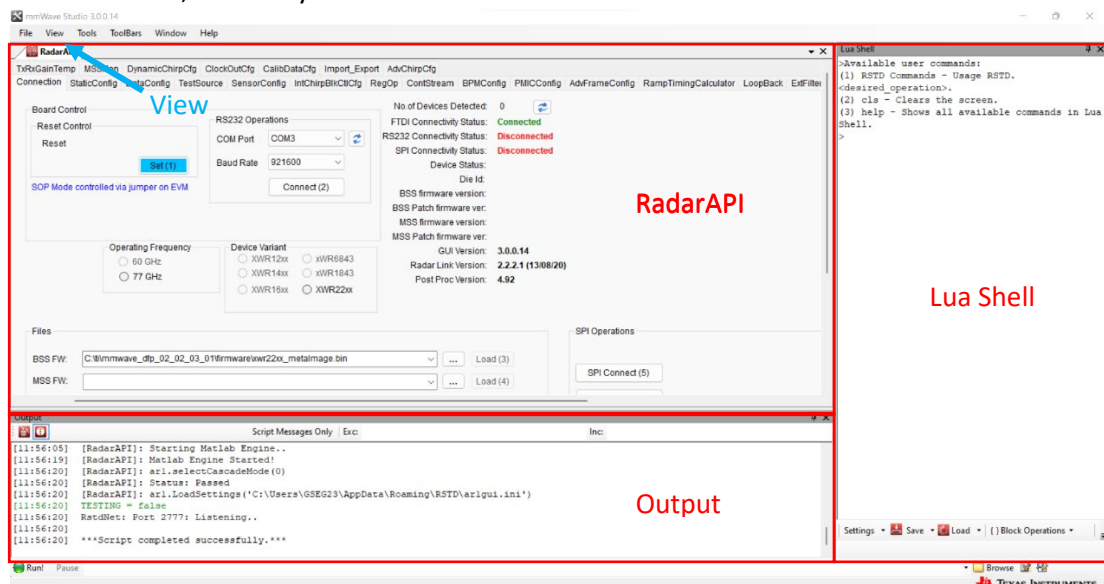 mmWave Studio 3.0.0.14
File View Tools ToolBars Window Help
RadarA
TxRxGainTemp DynamicChirpCfg ClockOutCfg CalibDataCfg Import_Export AdvChirpCfg
Connection StaticConfig DataConfig TestSource SensorConfig IntChirpBlkCtlCfg RegOp ContStream BPMConfig PMICConfig AdvFrameConfig RampTimingCalculator LoopBack ExtFilter
View
Board Control
Reset Control
Reset
Set (1)
SOP Mode controlled via jumper on EVM
RS232 Operations
COM Port COM3
Baud Rate 921600
Connect (2)
No.of Devices Detected: 0
FTDI Connectivity Status: Connected
RS232 Connectivity Status: Disconnected
SPI Connectivity Status: Disconnected
Device Status:
Die Id:
BSS firmware version:
BSS Patch firmware ver:
MSS firmware version:
MSS Patch firmware ver:
GUI Version: 3.0.0.14
Radar Link Version: 2.2.2.1 (13/08/20)
Post Proc Version: 4.92
RadarAPI
Operating Frequency
60 GHz
77 GHz
Device Variant
XWR12xx xWR6843
XWR14xx xWR1843
XWR16xx XWR22xx
Files
BSS FW: C:\ti\mmwave_dfp_02_02_03_01\firmware\xwr22xx_metaImage.bin ... Load (3)
MSS FW: ... Load (4)
SPI Operations
SPI Connect (5)
Output
Script Messages Only Exc: Inc:
[11:56:05] [RadarAPI]: Starting Matlab Engine..
[11:56:19] [RadarAPI]: Matlab Engine Started!
[11:56:20] [RadarAPI]: ar1.selectCascadeMode(0)
[11:56:20] [RadarAPI]: Status: Passed
[11:56:20] [RadarAPI]: ar1.LoadSettings('C:\Users\GSEG23\AppData\Roaming\RSTD\ar1gui.ini')
[11:56:20] TESTING = false
[11:56:20] RstdNet: Port 2777: Listening..
[11:56:20]
[11:56:20] ***Script completed successfully.***
Output
Run! Pause
Lua Shell
>Available user commands:
(1) RSTD Commands - Usage RSTD.
<desired_operation>.
(2) cls - Clears the screen.
(3) help - Shows all available commands in Lua
Shell.
>
Lua Shell
Settings Save Load { } Block Operations
Browse
TEXAS INSTRUMENTS